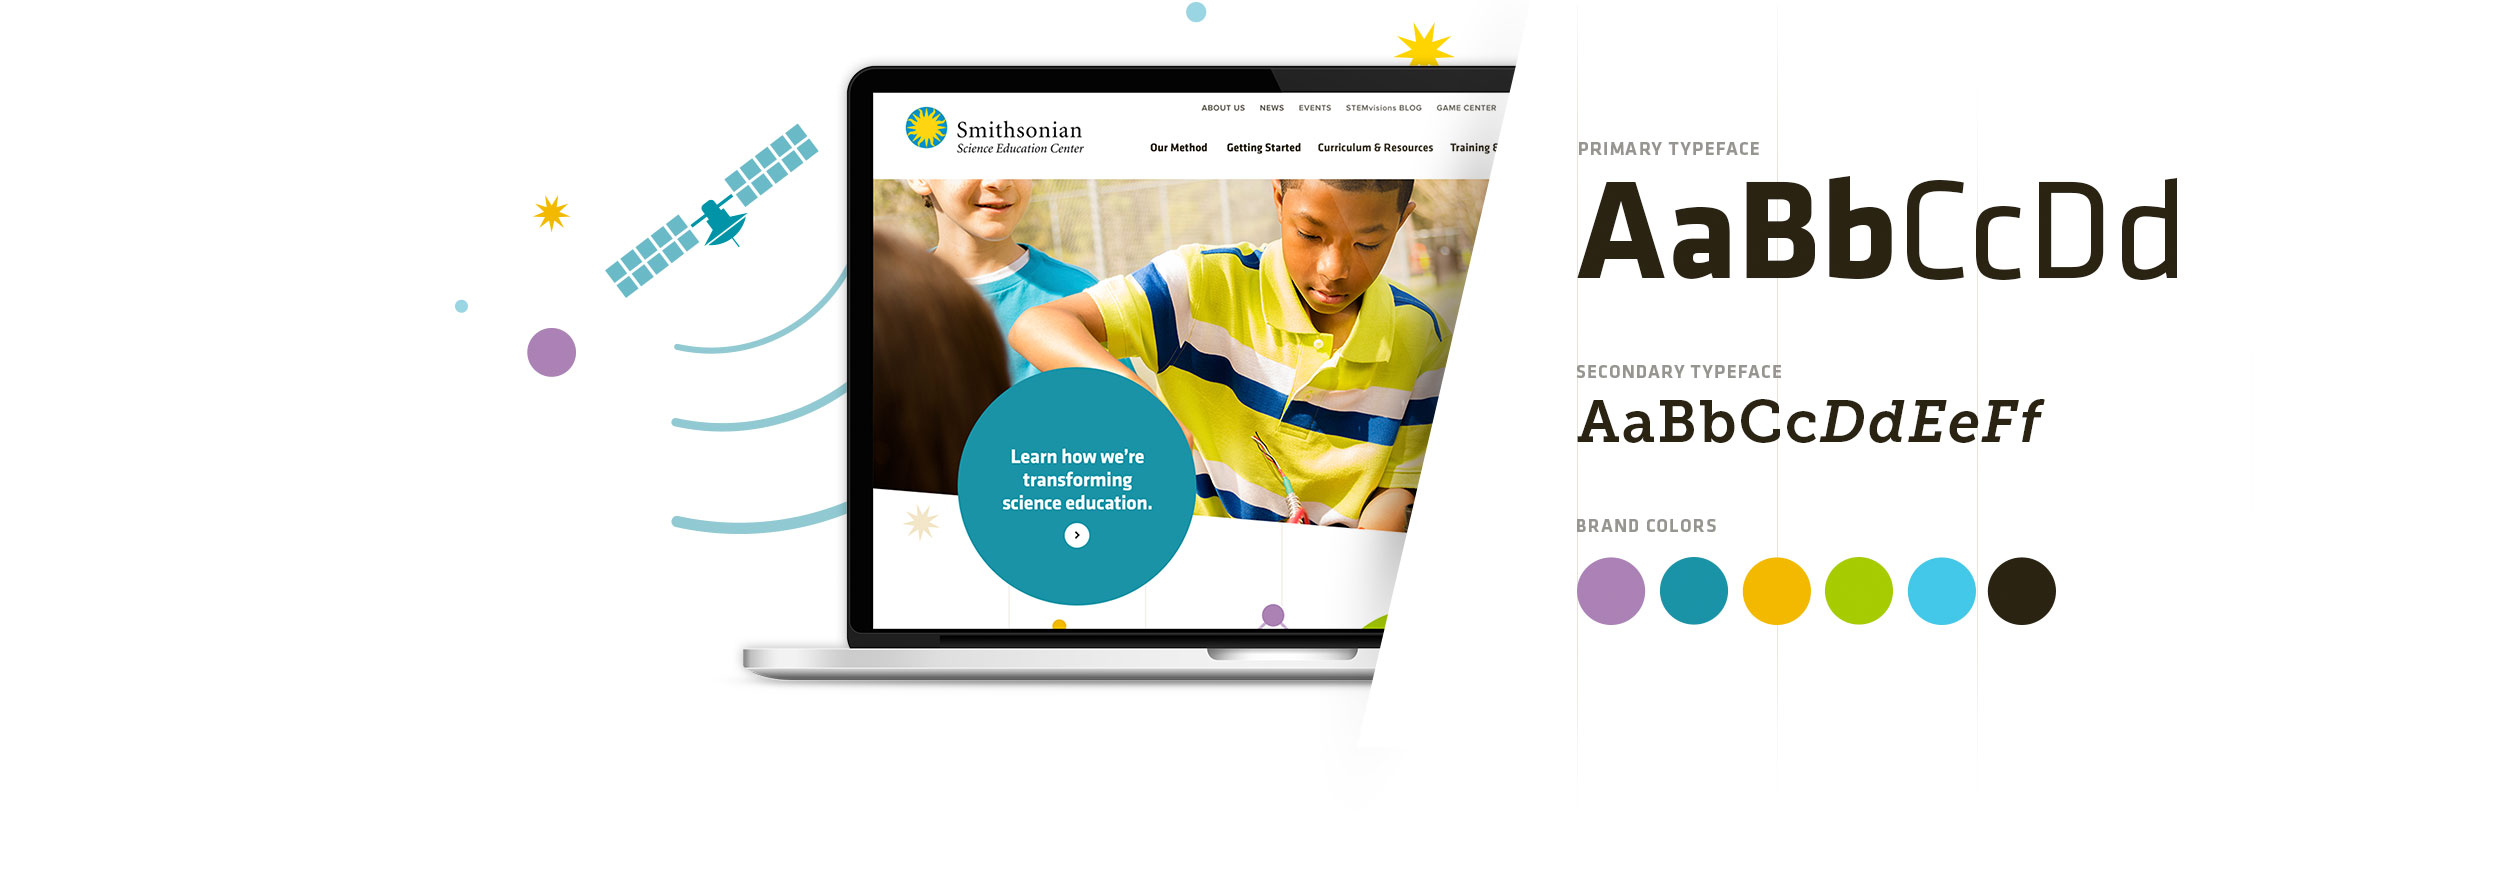 ABOUT US NEWS EVENTS STEMvisions BLOG GAME CENTER
Smithsonian
Science Education Center
Our Method Getting Started Curriculum & Resources Training &
Learn how we're
transforming
science education.
PRIMARY TYPEFACE
AaBbCcDd
SECONDARY TYPEFACE
AaBbCcDdEeFf
BRAND COLORS